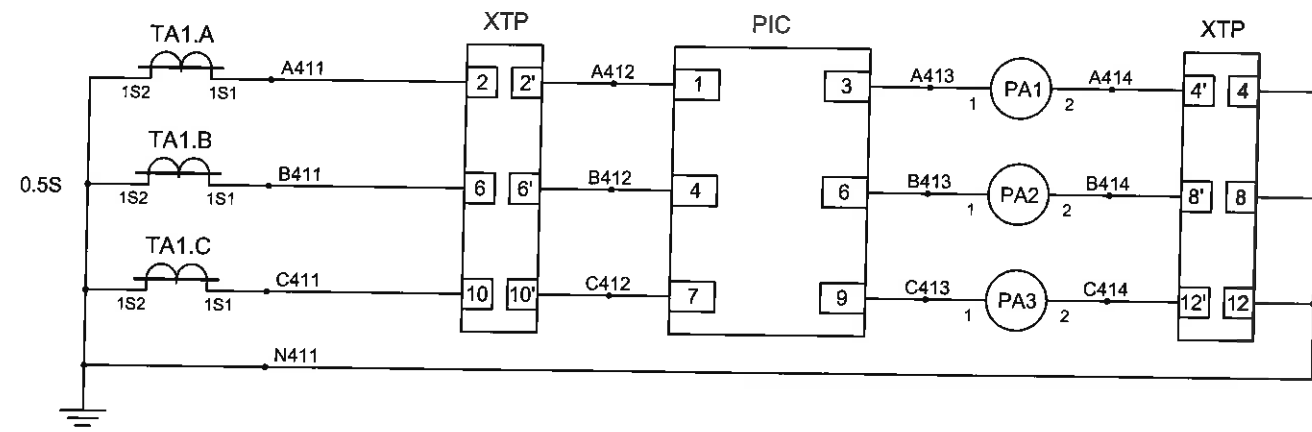 XTP PIC XTP
TA1.A
1S2 1S1 A411 2 2' A412 1 3 A413 1 PA1 2 A414 4' 4
TA1.B
0.5S 1S2 1S1 B411 6 6' B412 4 6 B413 1 PA2 2 B414 8' 8
TA1.C
1S2 1S1 C411 10 10' C412 7 9 C413 1 PA3 2 C414 12' 12
N411